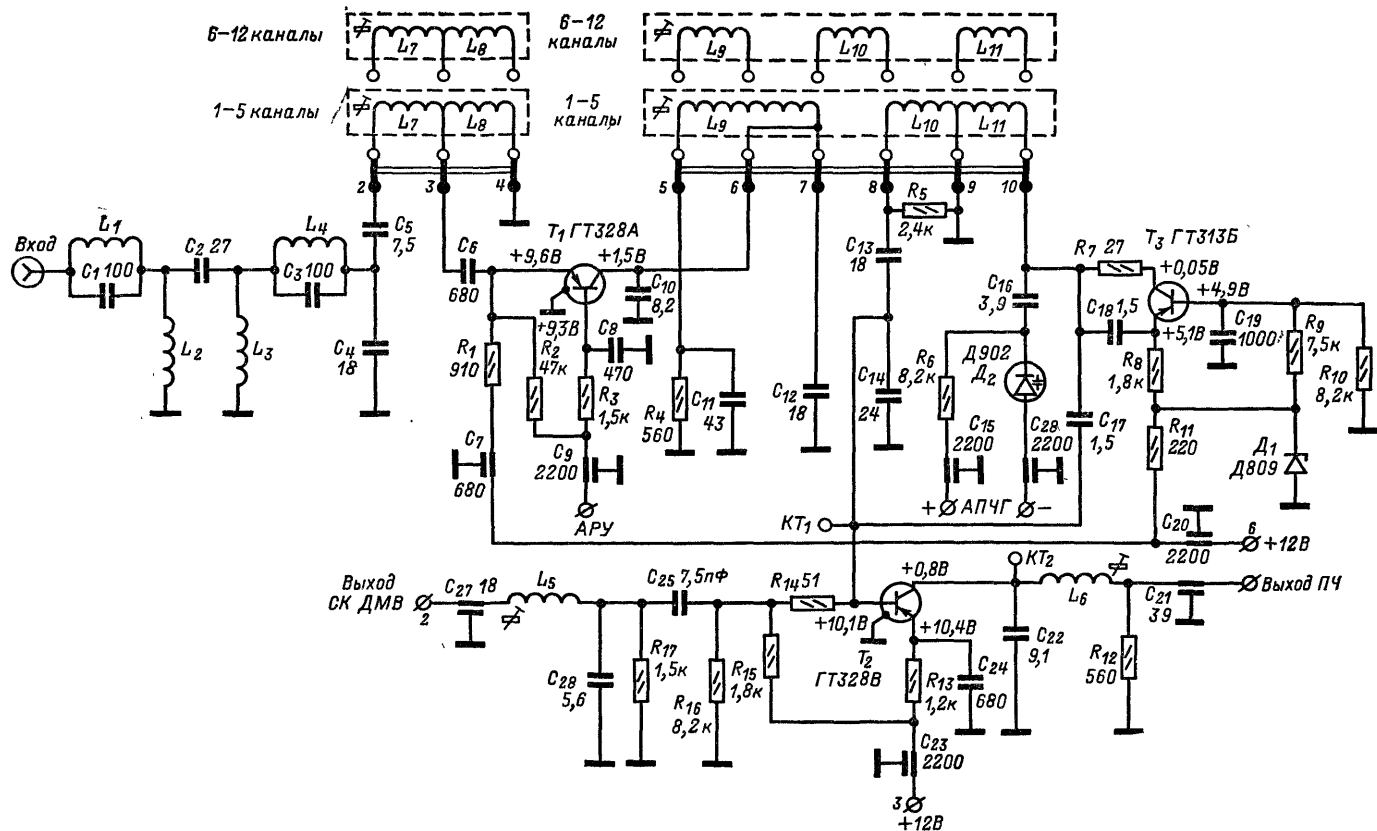 6–12 каналы
L7
L8
6–12
каналы
L9
L10
L11
1–5 каналы
L7
L8
1–5
каналы
L9
L10
L11
2
3
4
5
6
7
8
9
10
Вход
L1
C1 100
C2 27
L4
C3 100
C5
7,5
L2
L3
C4
18
C6
680
T1 ГТ328А
+9,6В
+1,5В
+9,3В
C10
8,2
R1
910
R2
47к
C8
470
R3
1,5к
C7
680
C9
2200
АРУ
R4
560
C11
43
C12
18
R5
2,4к
C13
18
C14
24
C16
3,9
R6
8,2к
Д902
Д2
C15
2200
C28
2200
+
АПЧГ
–
R7 27
T3 ГТ313Б
+0,05В
+4,9В
C18 1,5
+5,1В
C19
1000
R8
1,8к
R9
7,5к
R10
8,2к
C17
1,5
R11
220
Д1
Д809
C20
2200
6
+12В
КТ1
Выход
СК ДМВ
2
C27 18
L5
C25 7,5пФ
R14 51
+10,1В
+0,8В
+10,4В
T2
ГТ328В
КТ2
L6
Выход ПЧ
C21
39
C28
5,6
R17
1,5к
R16
8,2к
R15
1,8к
R13
1,2к
C24
680
C22
9,1
R12
560
C23
2200
3
+12В